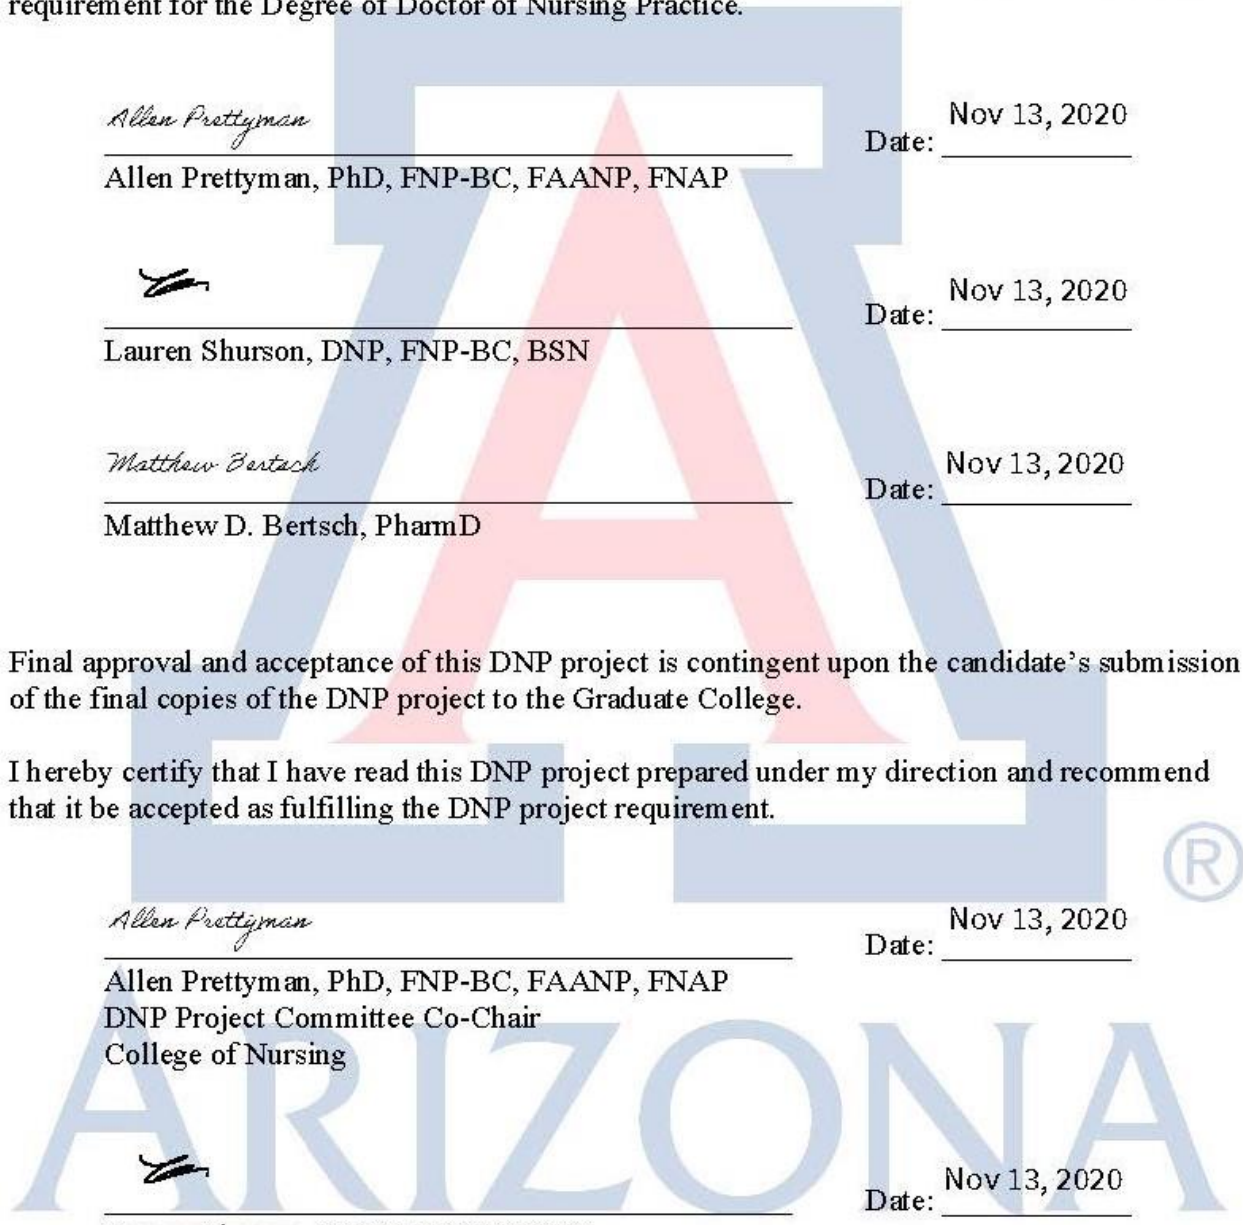 requirement for the Degree of Doctor of Nursing Practice.
Allen Prettyman
Nov 13, 2020
Date:
Allen Prettyman, PhD, FNP-BC, FAANP, FNAP
Nov 13, 2020
Date:
Lauren Shurson, DNP, FNP-BC, BSN
Matthew Bertsch
Nov 13, 2020
Date:
Matthew D. Bertsch, PharmD
Final approval and acceptance of this DNP project is contingent upon the candidate’s submission
of the final copies of the DNP project to the Graduate College.
I hereby certify that I have read this DNP project prepared under my direction and recommend
that it be accepted as fulfilling the DNP project requirement.
®
Allen Prettyman
Nov 13, 2020
Date:
Allen Prettyman, PhD, FNP-BC, FAANP, FNAP
DNP Project Committee Co-Chair
College of Nursing
ARIZONA
Nov 13, 2020
Date: